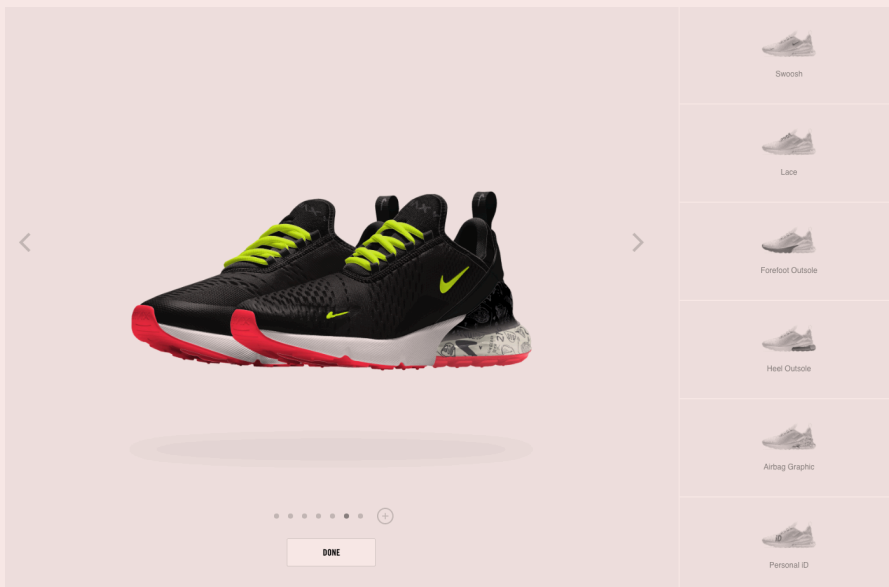 Swoosh
Lace
Forefoot Outsole
Heel Outsole
Airbag Graphic
Personal iD
DONE